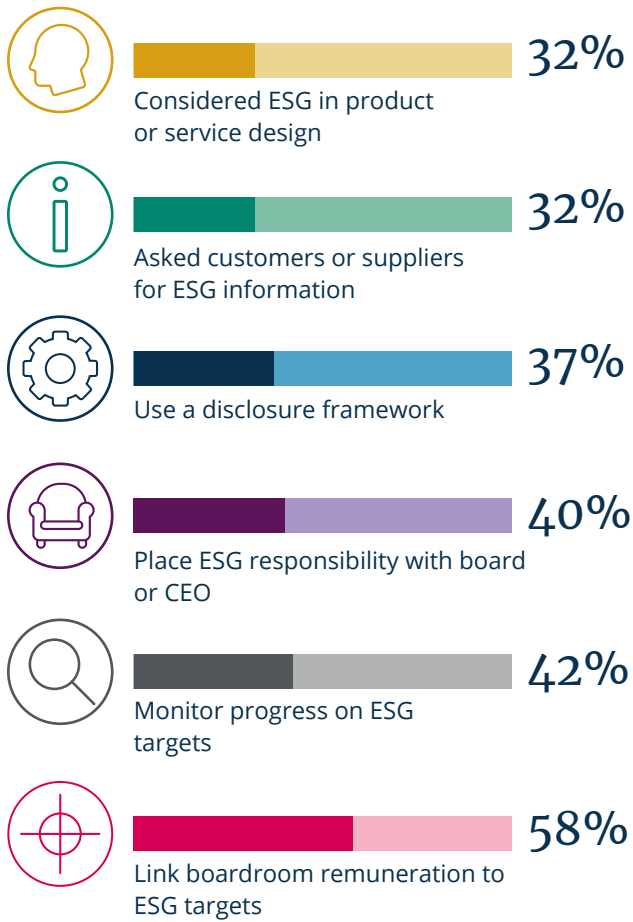 32%
Considered ESG in product
or service design
32%
Asked customers or suppliers
for ESG information
37%
Use a disclosure framework
40%
Place ESG responsibility with board
or CEO
42%
Monitor progress on ESG
targets
58%
Link boardroom remuneration to
ESG targets